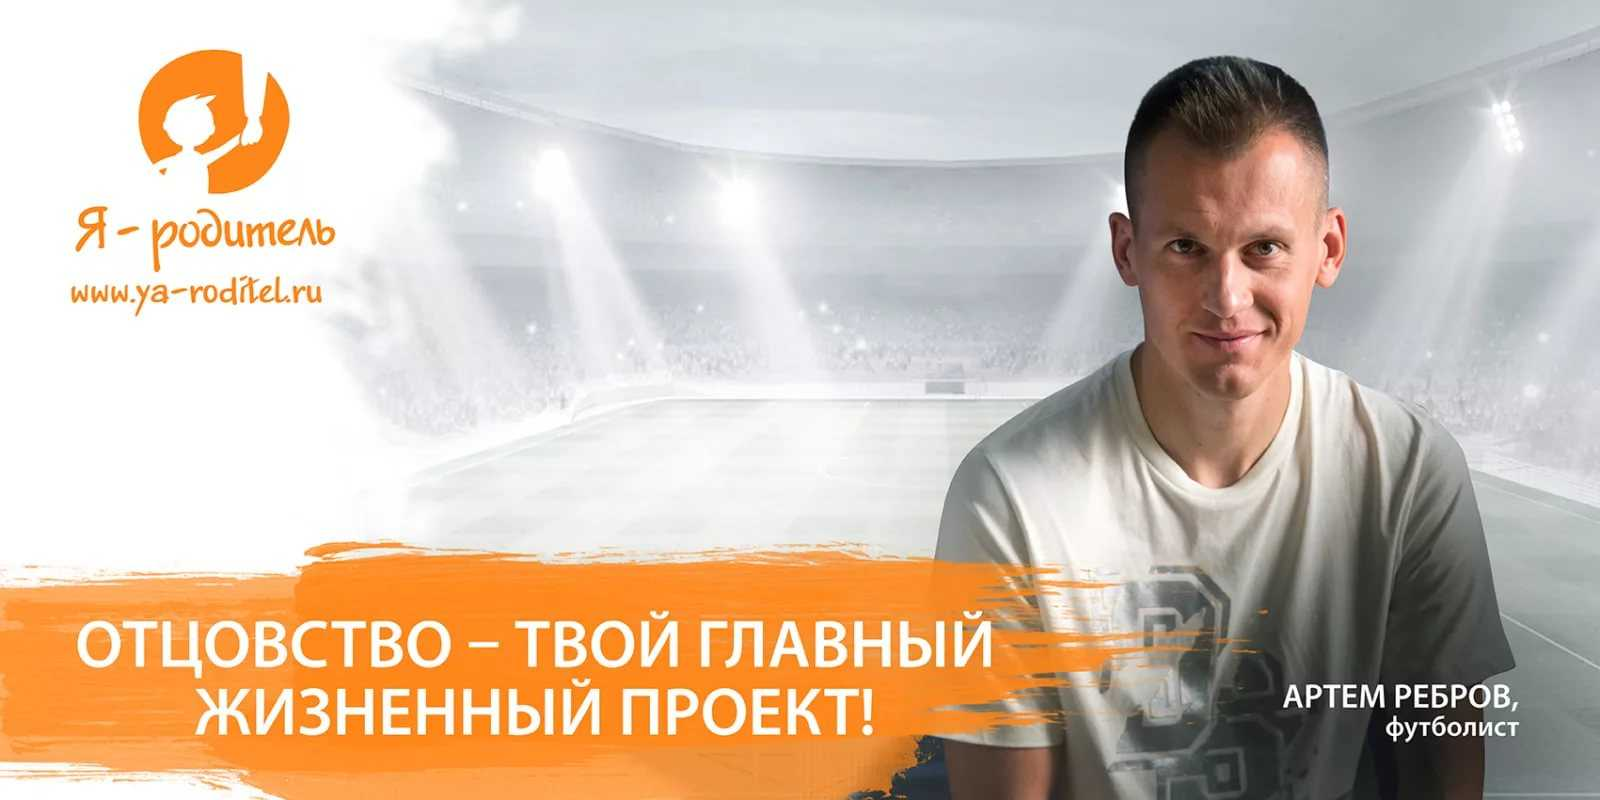 Я - родитель
www.ya-roditel.ru
ОТЦОВСТВО – ТВОЙ ГЛАВНЫЙ
ЖИЗНЕННЫЙ ПРОЕКТ!
АРТЕМ РЕБРОВ,
футболист